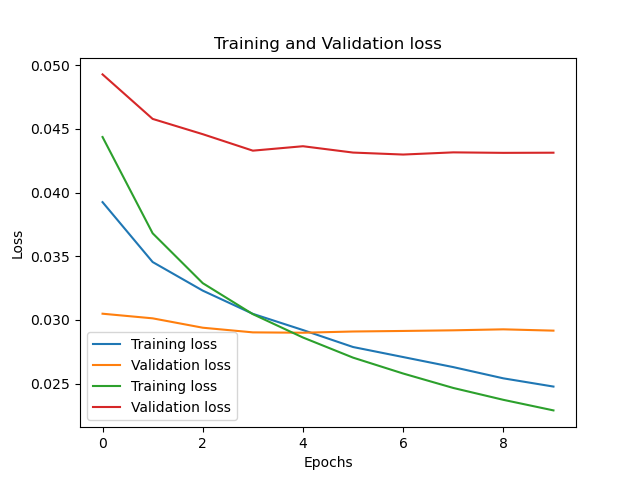 Training and Validation loss
0.050
0.045
0.040
0.035
0.030
0.025
Loss
Training loss
Validation loss
Training loss
Validation loss
0 2 4 6 8
Epochs